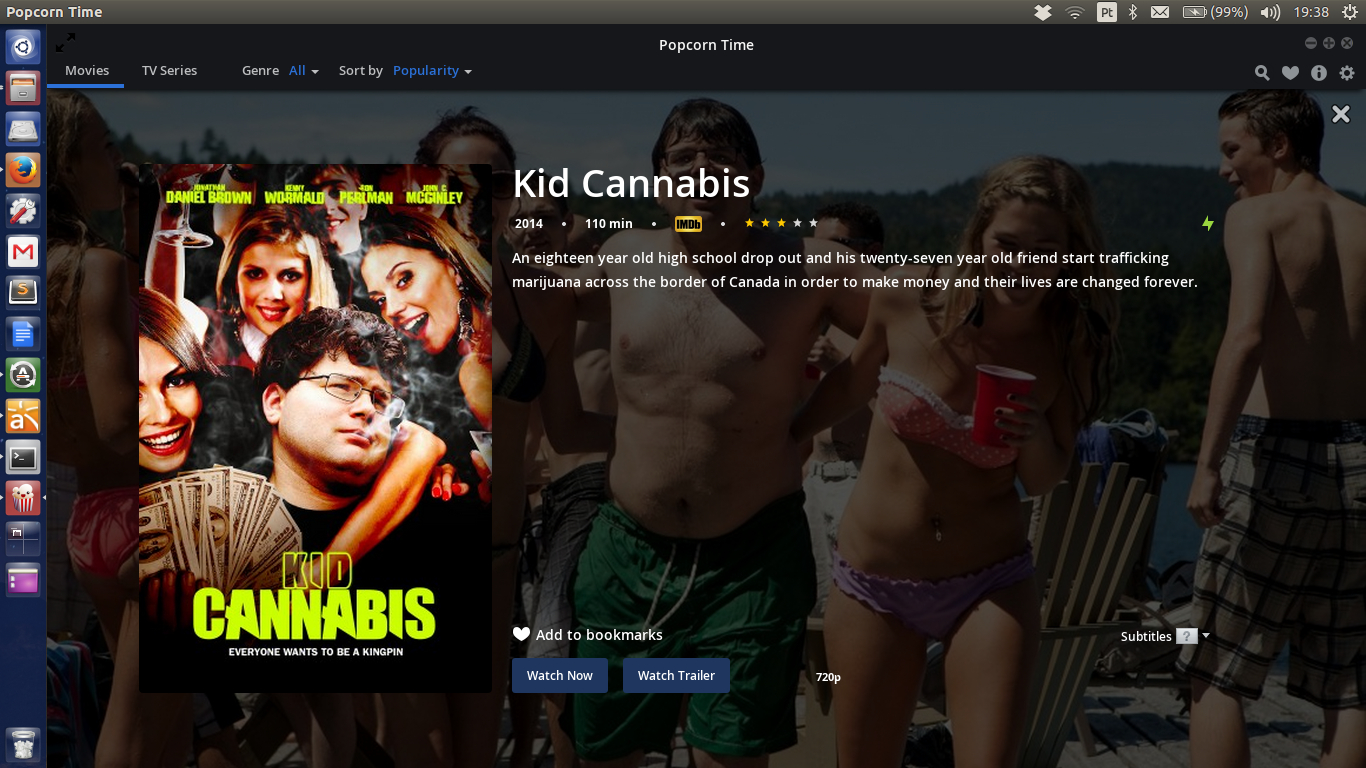 Popcorn Time
Pt
(99%)
19:38
Popcorn Time
Movies
TV Series
Genre All
Sort by Popularity
JONATHAN DANIEL BROWN
KENNY WORMALD
RON PERLMAN
JOHN C. MCGINLEY
KID
CANNABIS
EVERYONE WANTS TO BE A KINGPIN
Kid Cannabis
2014 • 110 min • IMDb •
An eighteen year old high school drop out and his twenty-seven year old friend start trafficking
marijuana across the border of Canada in order to make money and their lives are changed forever.
Add to bookmarks
Subtitles ?
Watch Now
Watch Trailer
720p